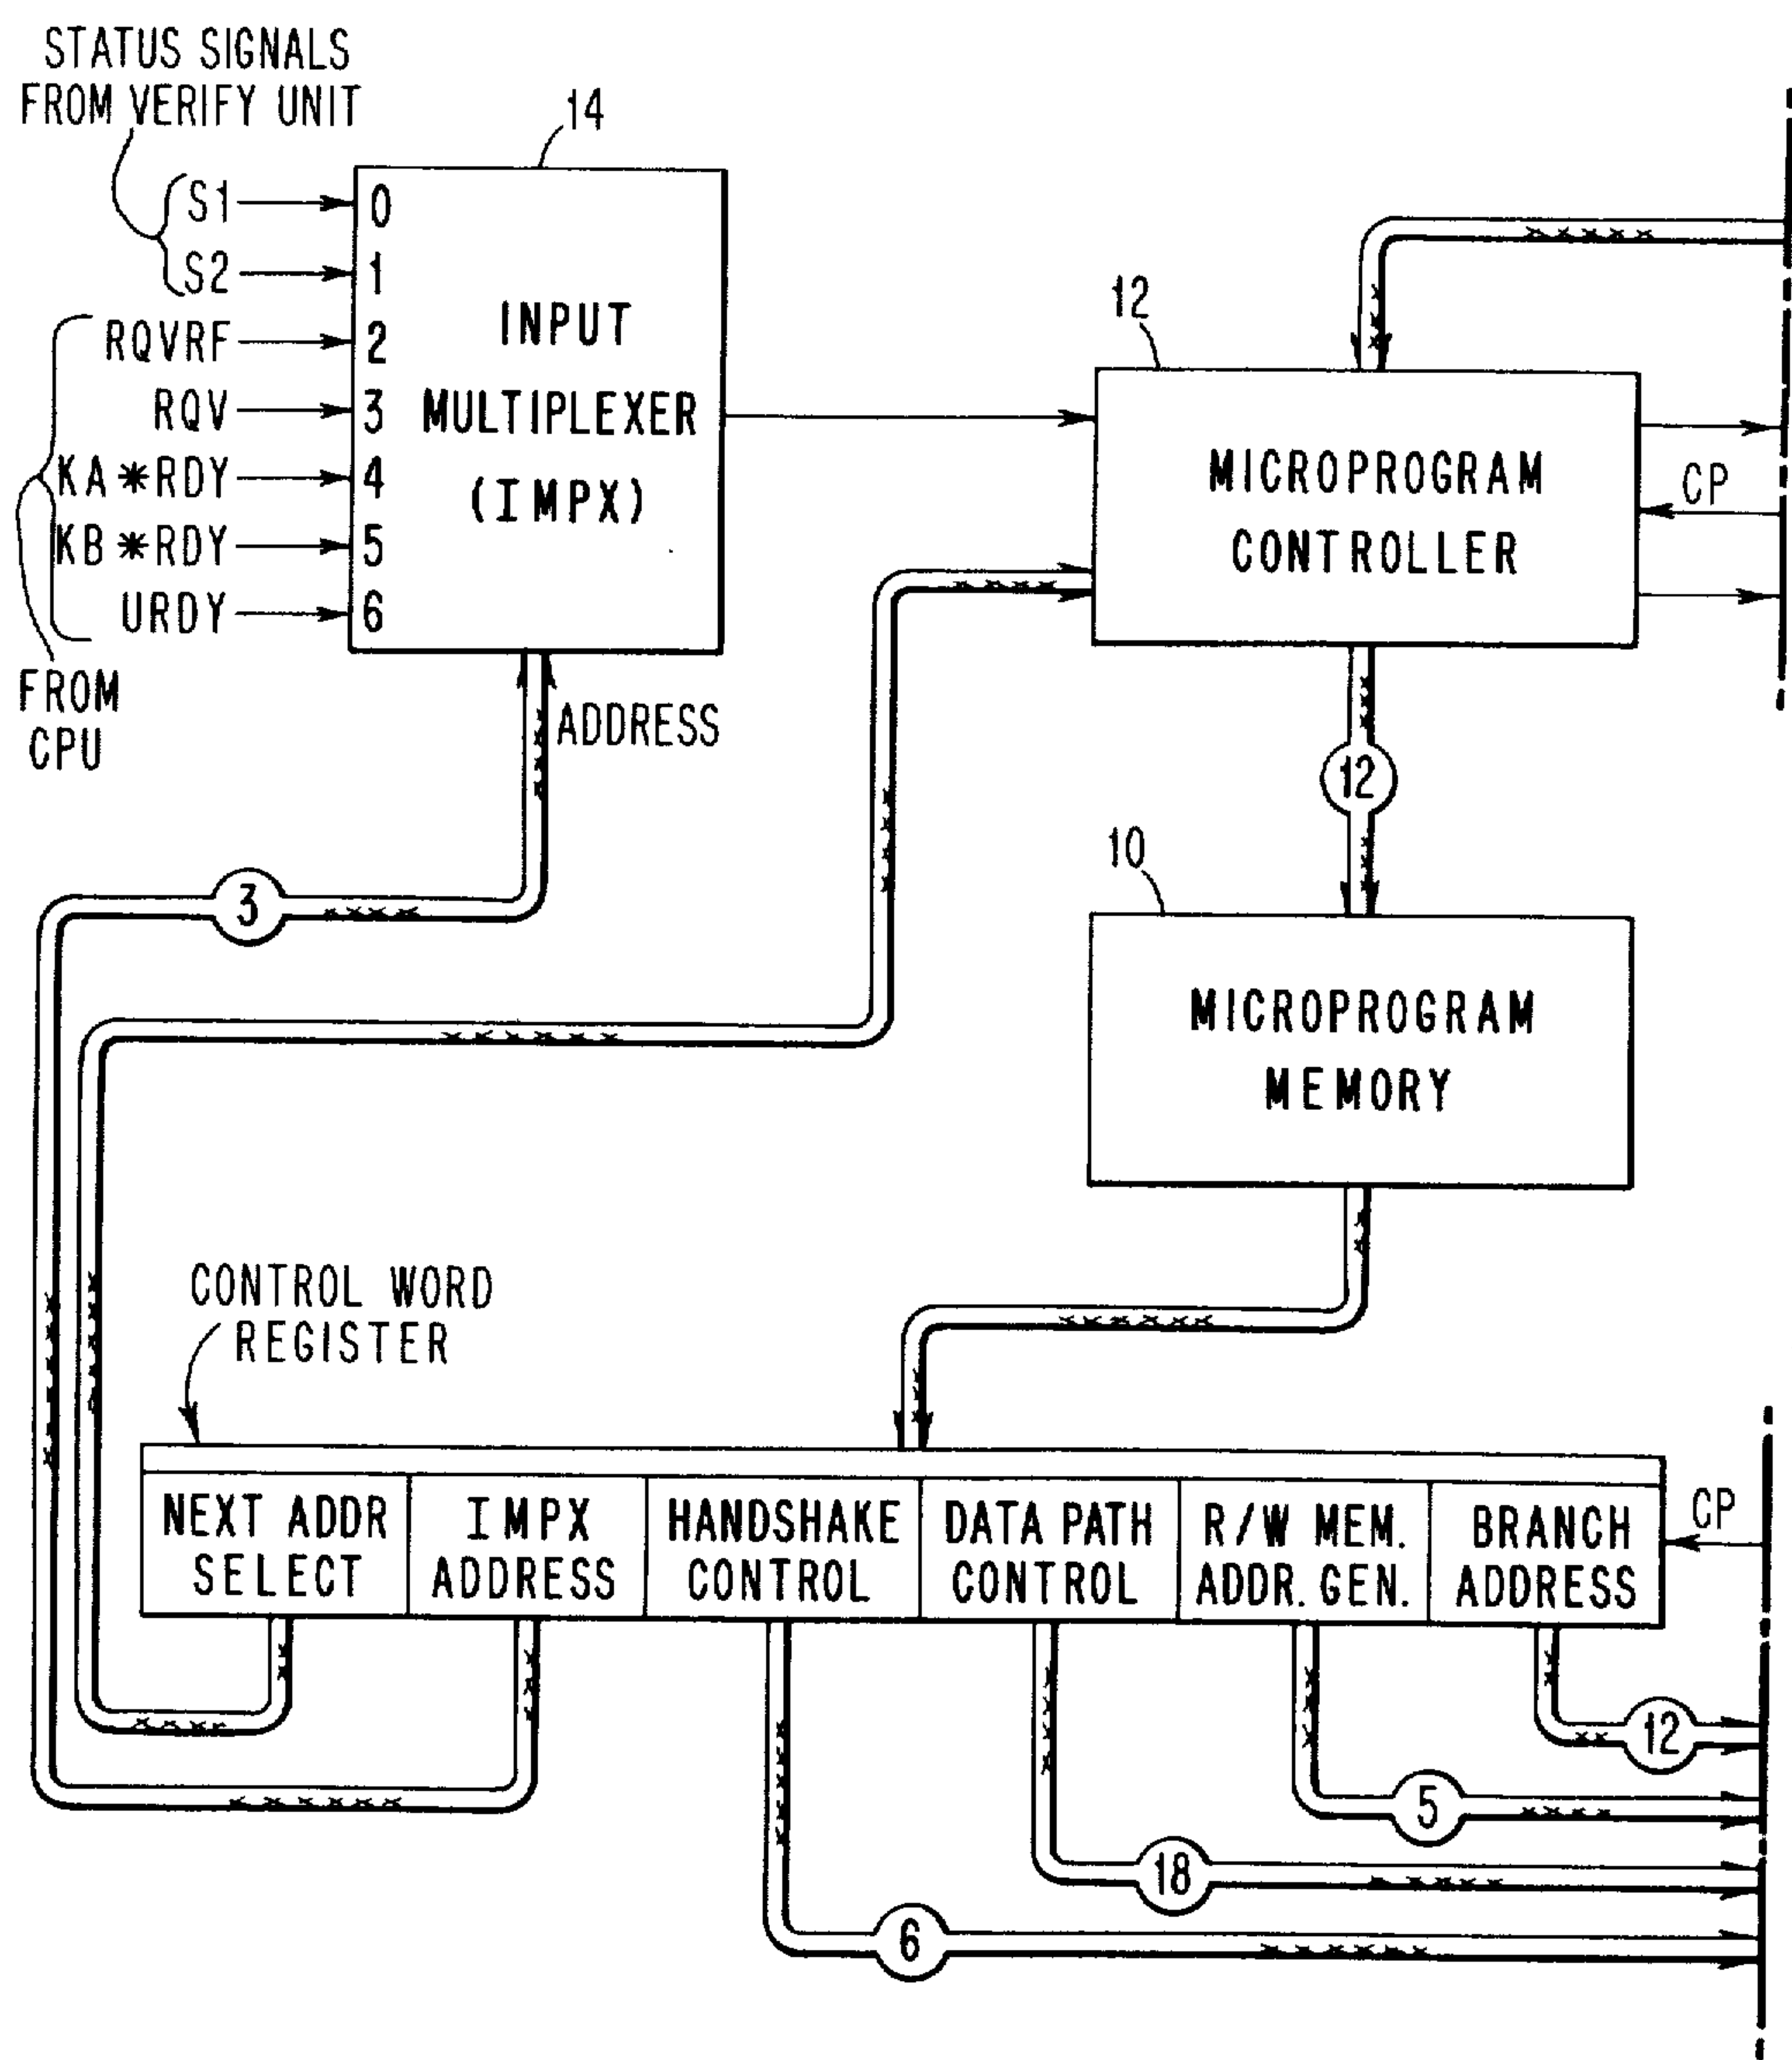 STATUS SIGNALS
FROM VERIFY UNIT
14
S1
0
S2
1
RQVRF
2
RQV
3
KA*RDY
4
KB*RDY
5
URDY
6
INPUT
MULTIPLEXER
(IMPX)
FROM
CPU
ADDRESS
12
MICROPROGRAM
CONTROLLER
CP
12
3
10
MICROPROGRAM
MEMORY
CONTROL WORD
REGISTER
NEXT ADDR
SELECT
IMPX
ADDRESS
HANDSHAKE
CONTROL
DATA PATH
CONTROL
R/W MEM.
ADDR. GEN.
BRANCH
ADDRESS
CP
12
5
18
6